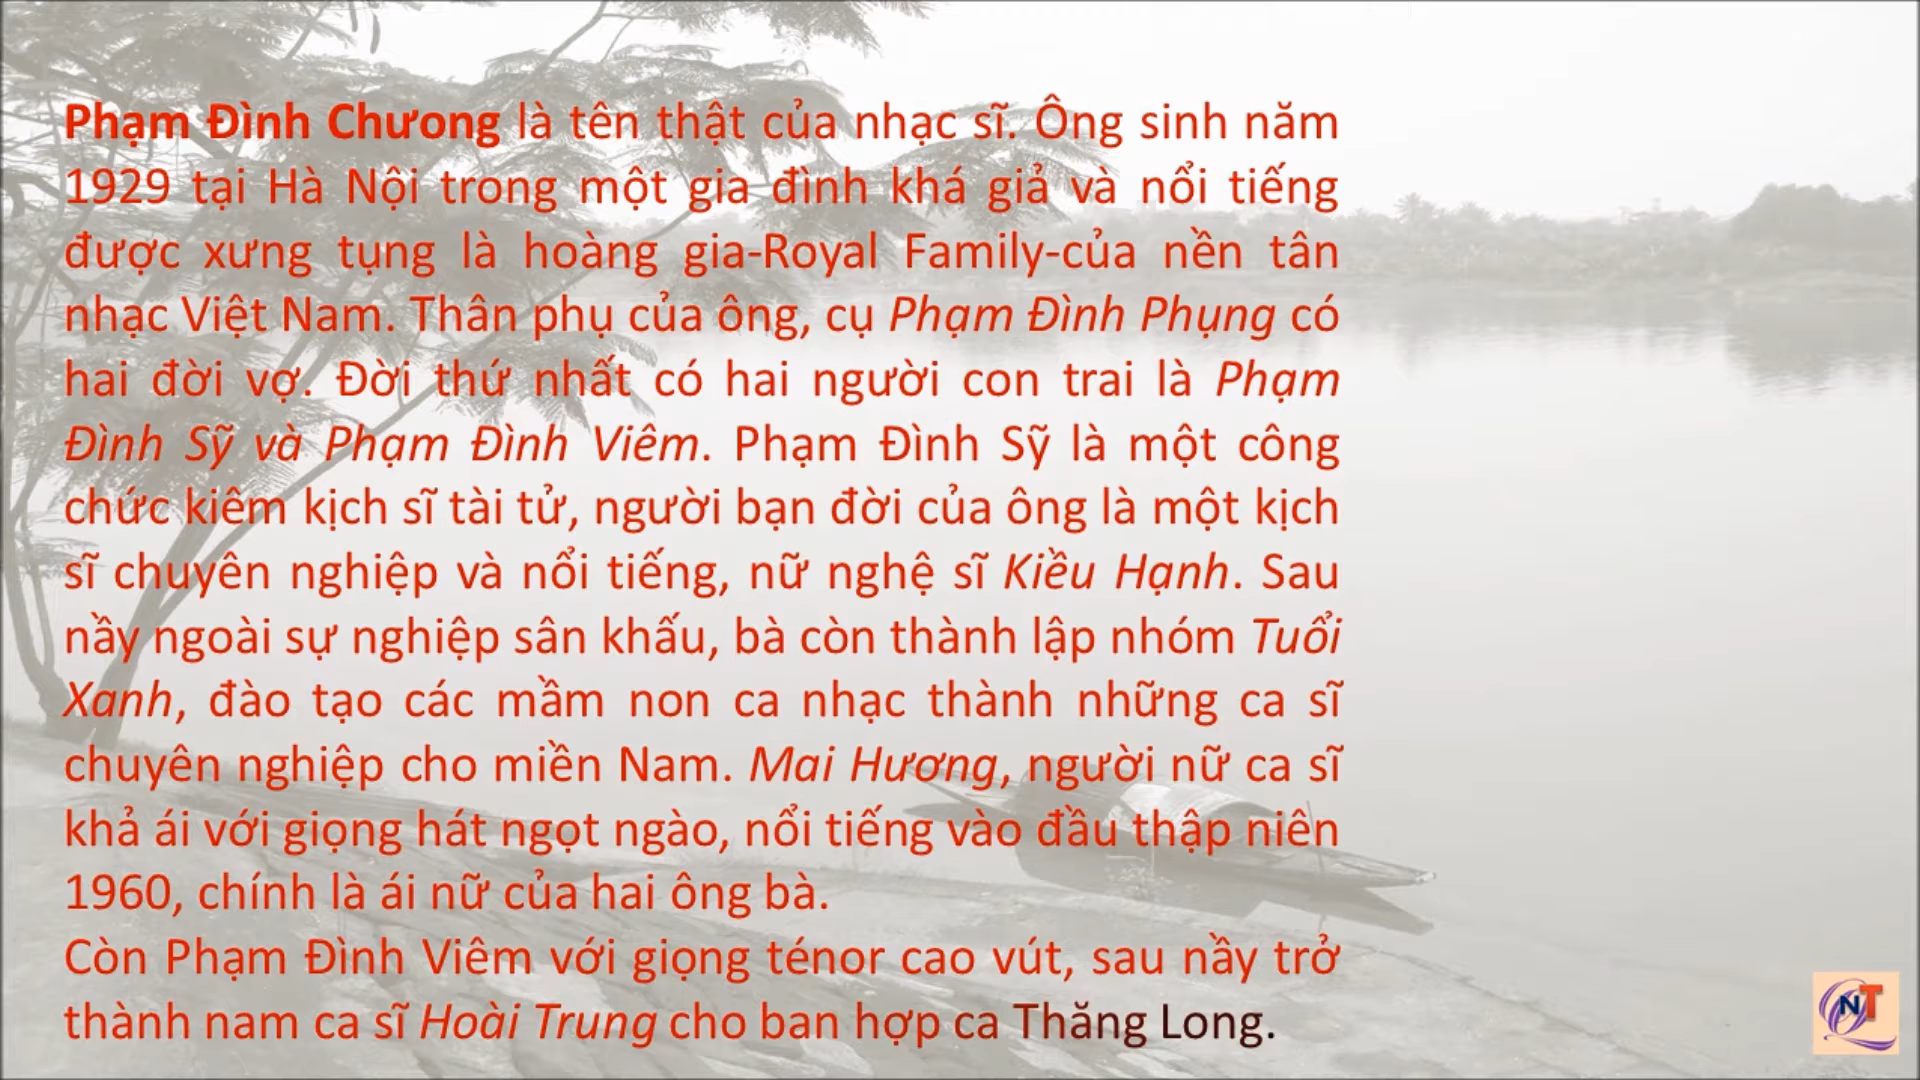 Phạm Đình Chương là tên thật của nhạc sĩ. Ông sinh năm
1929 tại Hà Nội trong một gia đình khá giả và nổi tiếng
được xưng tụng là hoàng gia-Royal Family-của nền tân
nhạc Việt Nam. Thân phụ của ông, cụ Phạm Đình Phụng có
hai đời vợ. Đời thứ nhất có hai người con trai là Phạm
Đình Sỹ và Phạm Đình Viêm. Phạm Đình Sỹ là một công
chức kiêm kịch sĩ tài tử, người bạn đời của ông là một kịch
sĩ chuyên nghiệp và nổi tiếng, nữ nghệ sĩ Kiều Hạnh. Sau
nầy ngoài sự nghiệp sân khấu, bà còn thành lập nhóm Tuổi
Xanh, đào tạo các mầm non ca nhạc thành những ca sĩ
chuyên nghiệp cho miền Nam. Mai Hương, người nữ ca sĩ
khả ái với giọng hát ngọt ngào, nổi tiếng vào đầu thập niên
1960, chính là ái nữ của hai ông bà.
Còn Phạm Đình Viêm với giọng ténor cao vút, sau nầy trở
thành nam ca sĩ Hoài Trung cho ban hợp ca Thăng Long.
NT